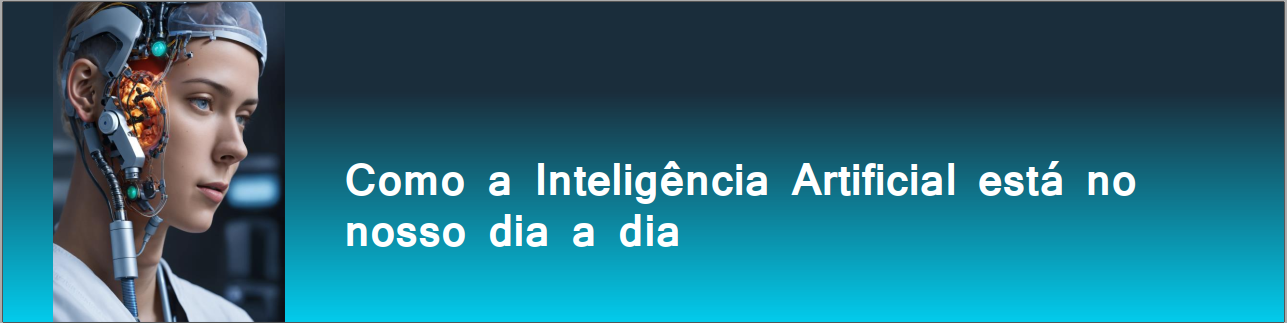 Como a Inteligência Artificial está no
nosso dia a dia